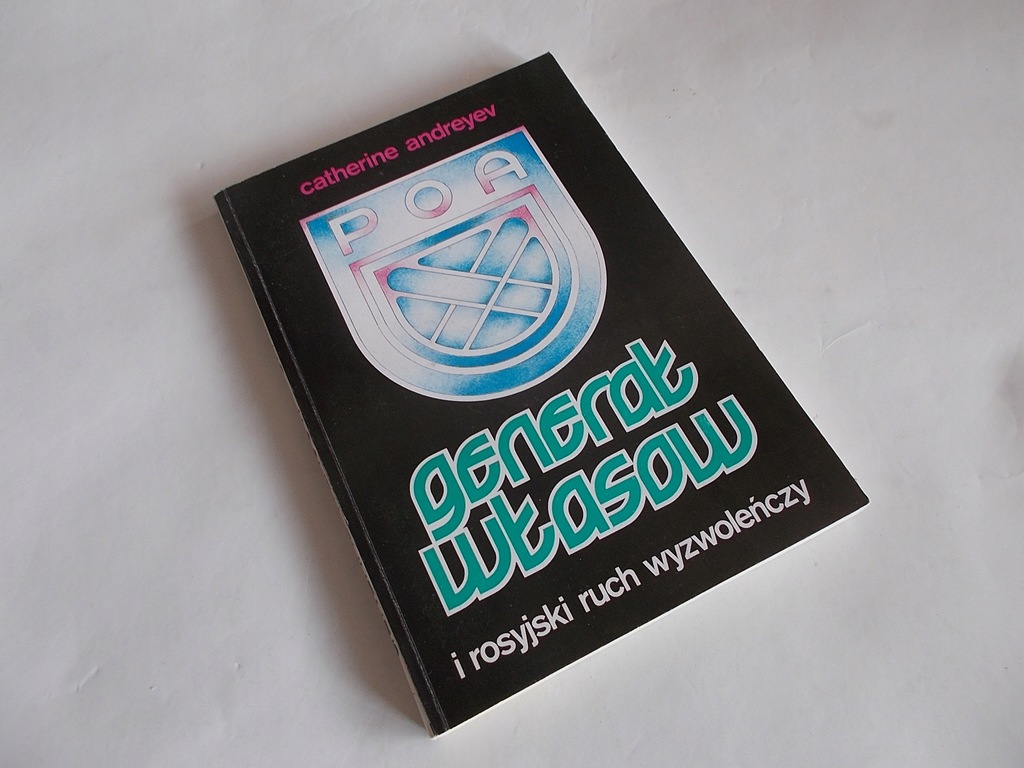 catherine andreyev
POA
generał
własow
i rosyjski ruch wyzwoleńczy